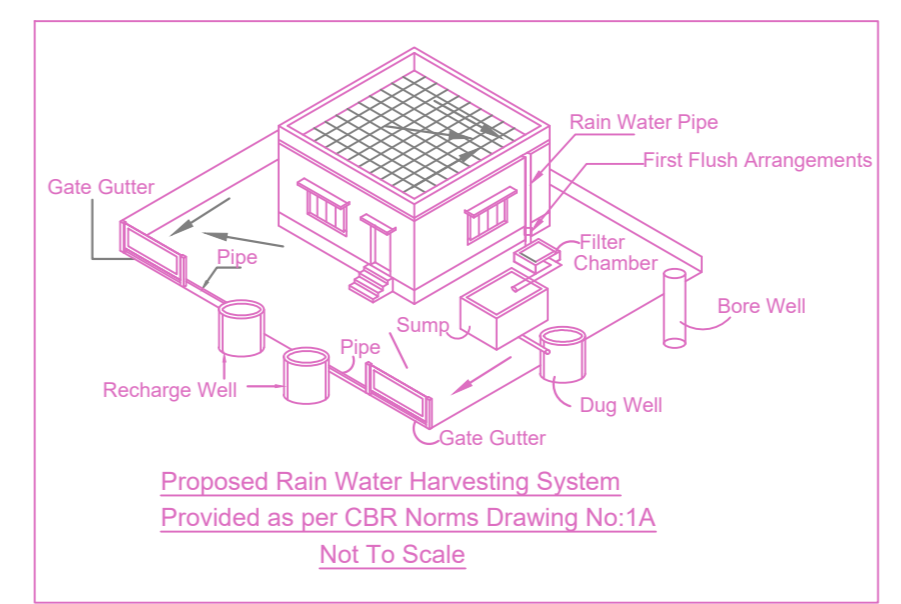 Rain Water Pipe
First Flush Arrangements
Gate Gutter
Filter
Chamber
Pipe
Bore Well
Sump
Pipe
Recharge Well
Dug Well
Gate Gutter
Proposed Rain Water Harvesting System
Provided as per CBR Norms Drawing No:1A
Not To Scale